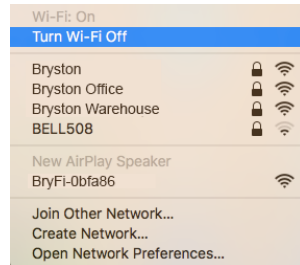 Wi-Fi: On
Turn Wi-Fi Off
Bryston
Bryston Office
Bryston Warehouse
BELL508
New AirPlay Speaker
BryFi-0bfa86
Join Other Network...
Create Network...
Open Network Preferences...